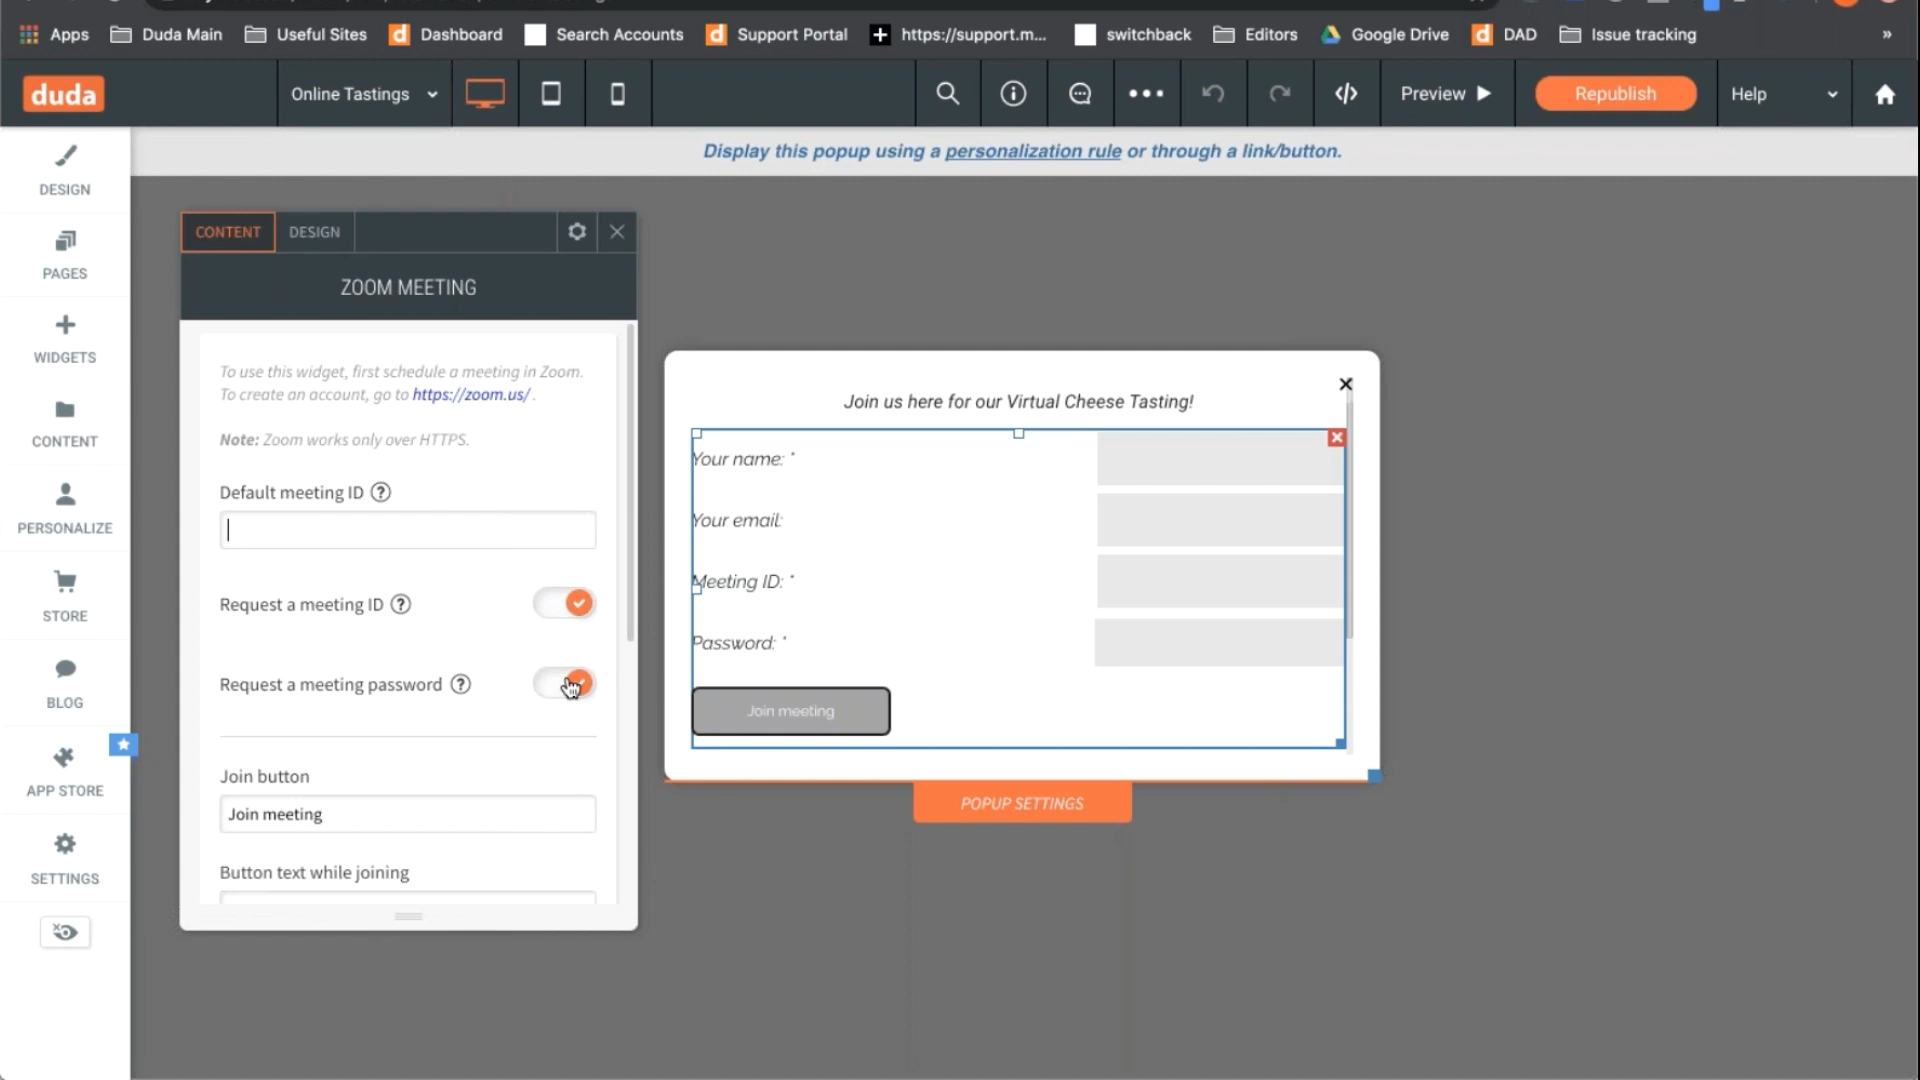 Apps
Duda Main
Useful Sites
Dashboard
Search Accounts
Support Portal
https://support.m...
switchback
Editors
Google Drive
DAD
Issue tracking
»
duda
Online Tastings
Preview
Republish
Help
Display this popup using a personalization rule or through a link/button.
DESIGN
PAGES
WIDGETS
CONTENT
PERSONALIZE
STORE
BLOG
APP STORE
SETTINGS
CONTENT
DESIGN
ZOOM MEETING
To use this widget, first schedule a meeting in Zoom.
To create an account, go to https://zoom.us/ .
Note: Zoom works only over HTTPS.
Default meeting ID
Request a meeting ID
Request a meeting password
Join button
Join meeting
Button text while joining
Join us here for our Virtual Cheese Tasting!
Your name: *
Your email:
Meeting ID: *
Password: *
Join meeting
POPUP SETTINGS